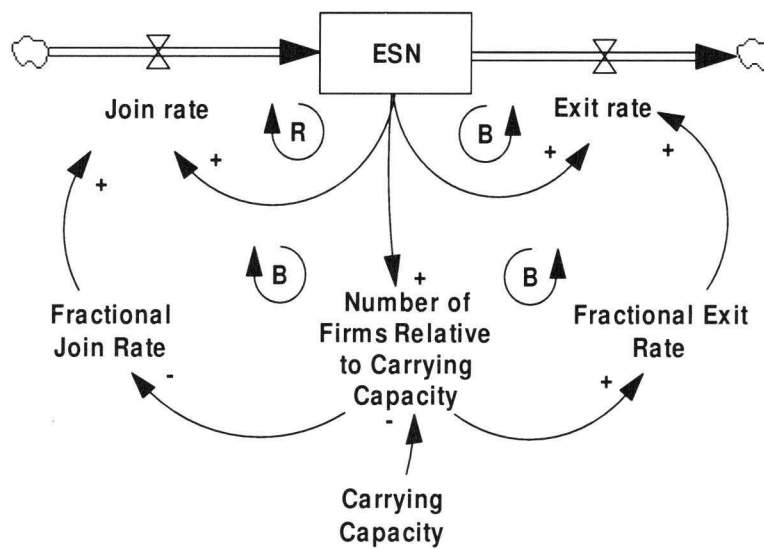 ESN
Join rate
R
B
Exit rate
+
+
+
+
B
B
+
Fractional
Join Rate
Number of
Firms Relative
to Carrying
Capacity
Fractional Exit
Rate
-
+
-
Carrying
Capacity